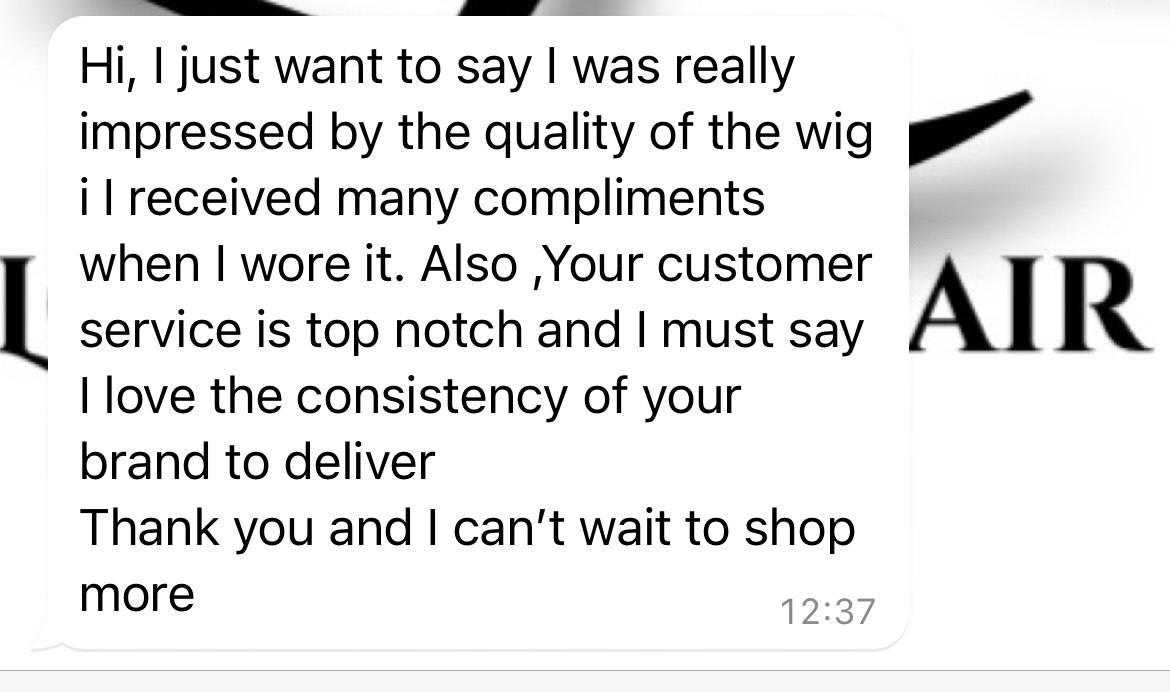 Hi, I just want to say I was really
impressed by the quality of the wig
i I received many compliments
when I wore it. Also ,Your customer
service is top notch and I must say
I love the consistency of your
brand to deliver
Thank you and I can’t wait to shop
more
12:37
L
AIR